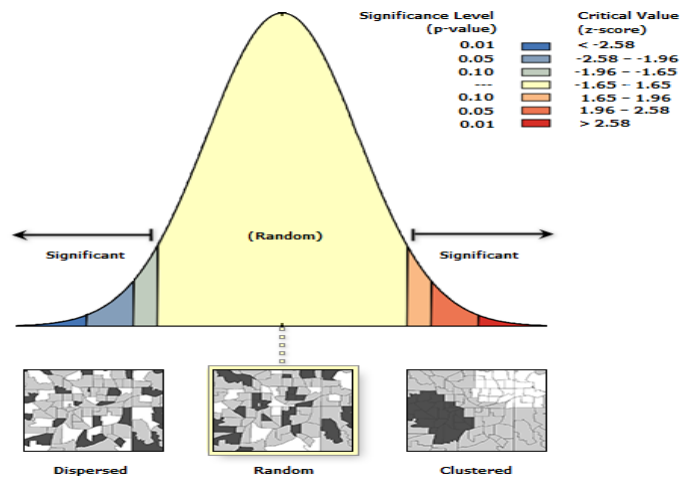 Significance Level Critical Value
(p-value) (z-score)
0.01 < -2.58
0.05 -2.58 – -1.96
0.10 -1.96 – -1.65
--- -1.65 – 1.65
0.10 1.65 – 1.96
0.05 1.96 – 2.58
0.01 > 2.58
(Random)
Significant Significant
Dispersed Random Clustered